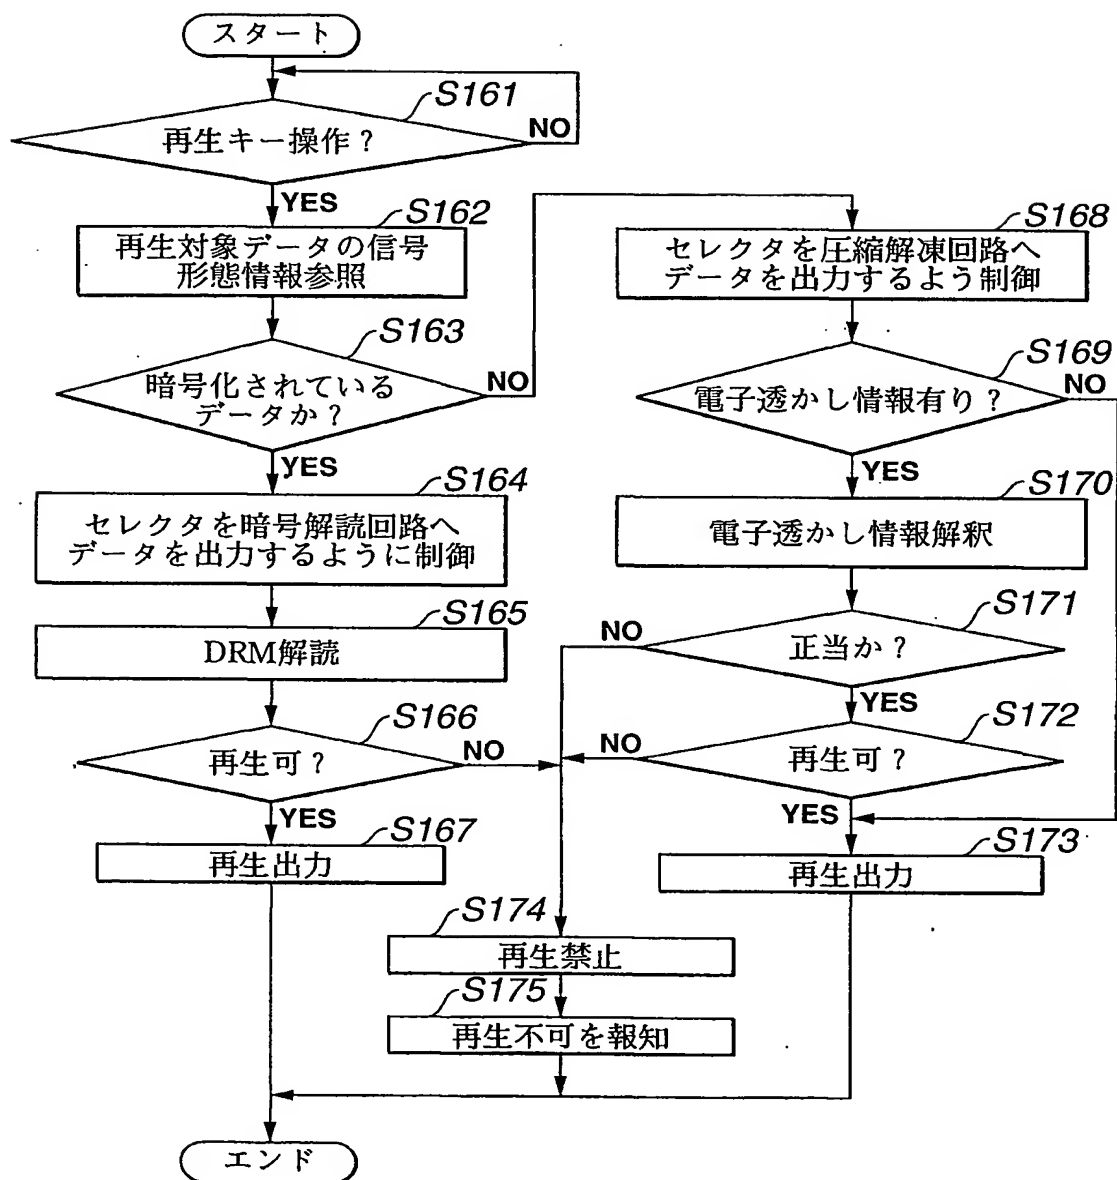 スタート
S161
再生キー操作？
NO
YES
S162
再生対象データの信号
形態情報参照
S163
暗号化されている
データか？
NO
YES
S164
セレクタを暗号解読回路へ
データを出力するように制御
S165
DRM解読
S166
再生可？
NO
YES
S167
再生出力
S168
セレクタを圧縮解凍回路へ
データを出力するよう制御
S169
電子透かし情報有り？
NO
YES
S170
電子透かし情報解釈
S171
正当か？
NO
YES
S172
再生可？
NO
YES
S173
再生出力
S174
再生禁止
S175
再生不可を報知
エンド